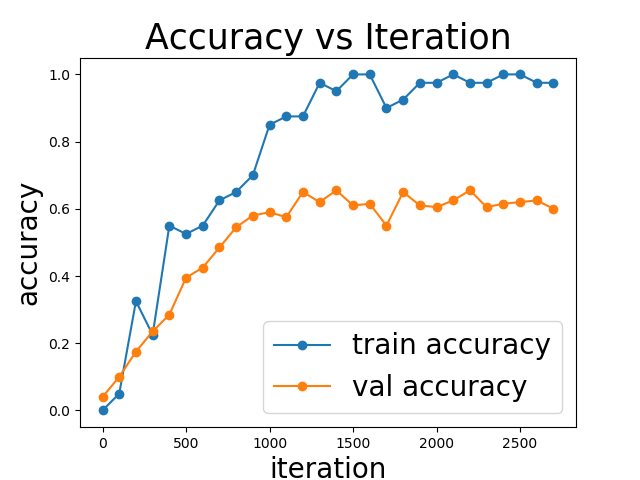 Accuracy vs Iteration
accuracy
1.0
0.8
0.6
0.4
0.2
0.0
train accuracy
val accuracy
0 500 1000 1500 2000 2500
iteration